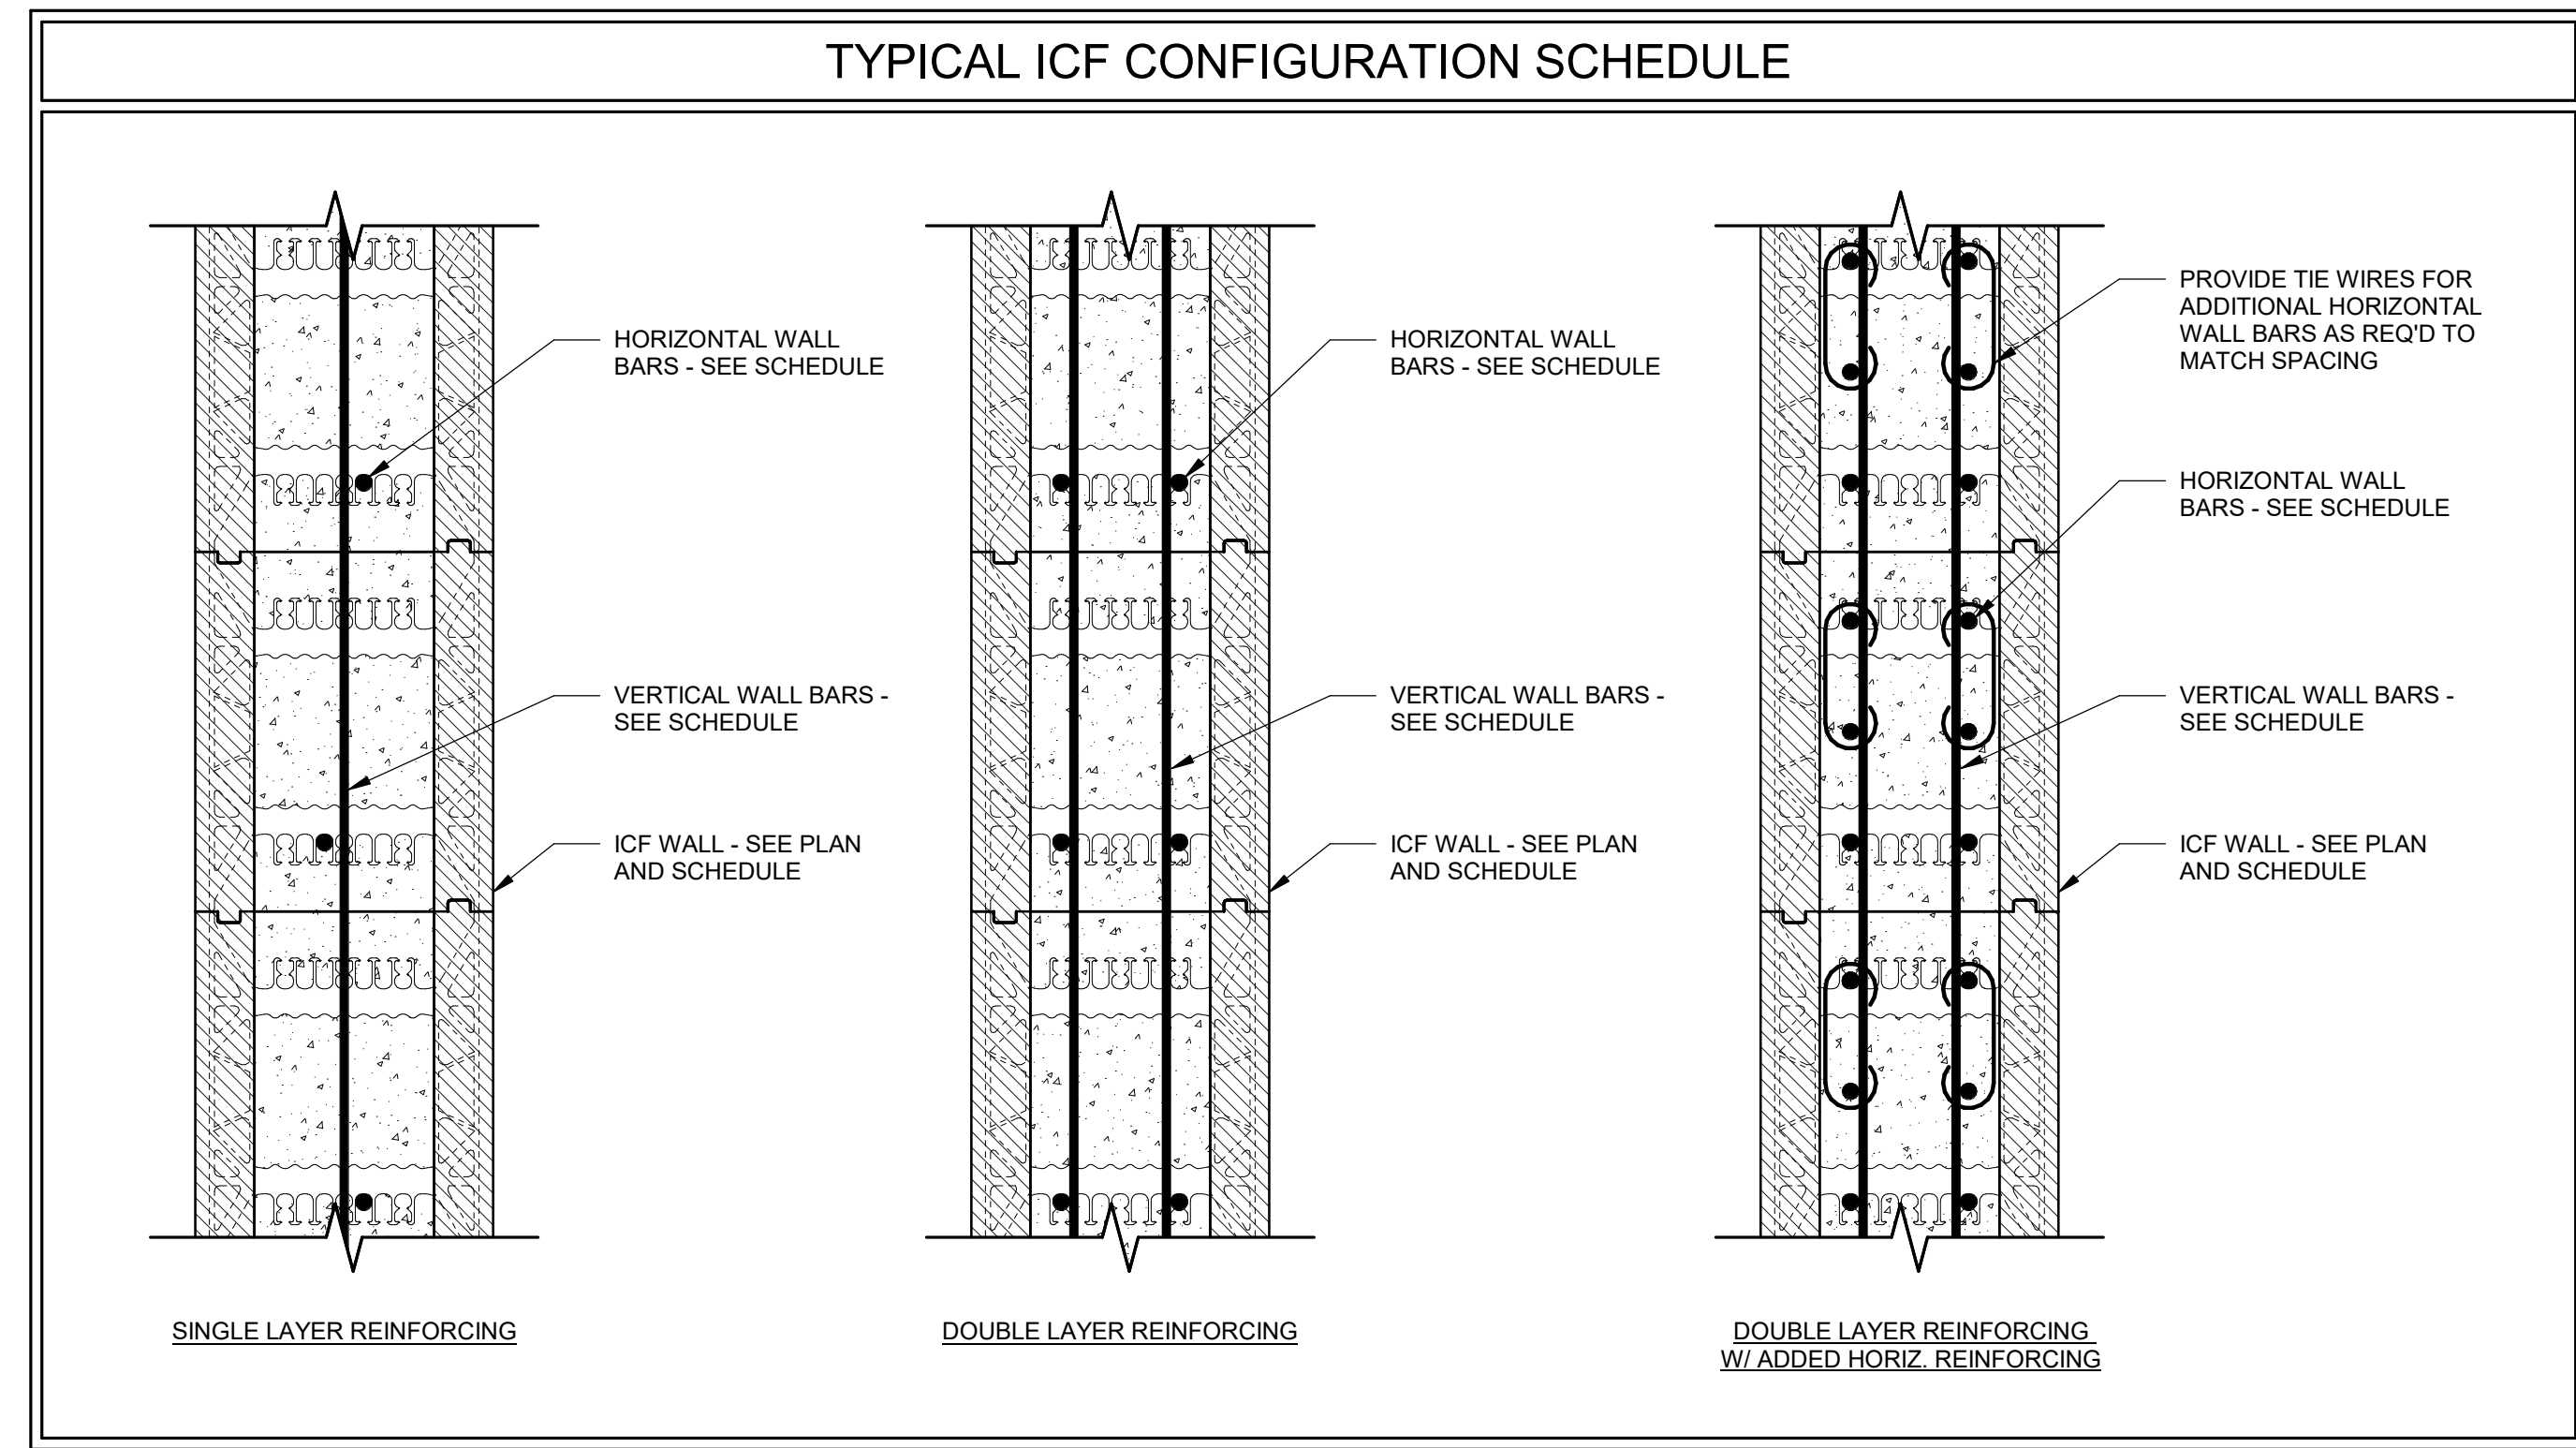 TYPICAL ICF CONFIGURATION SCHEDULE
HORIZONTAL WALL
BARS - SEE SCHEDULE
VERTICAL WALL BARS -
SEE SCHEDULE
ICF WALL - SEE PLAN
AND SCHEDULE
SINGLE LAYER REINFORCING
HORIZONTAL WALL
BARS - SEE SCHEDULE
VERTICAL WALL BARS -
SEE SCHEDULE
ICF WALL - SEE PLAN
AND SCHEDULE
DOUBLE LAYER REINFORCING
PROVIDE TIE WIRES FOR
ADDITIONAL HORIZONTAL
WALL BARS AS REQ'D TO
MATCH SPACING
HORIZONTAL WALL
BARS - SEE SCHEDULE
VERTICAL WALL BARS -
SEE SCHEDULE
ICF WALL - SEE PLAN
AND SCHEDULE
DOUBLE LAYER REINFORCING
W/ ADDED HORIZ. REINFORCING